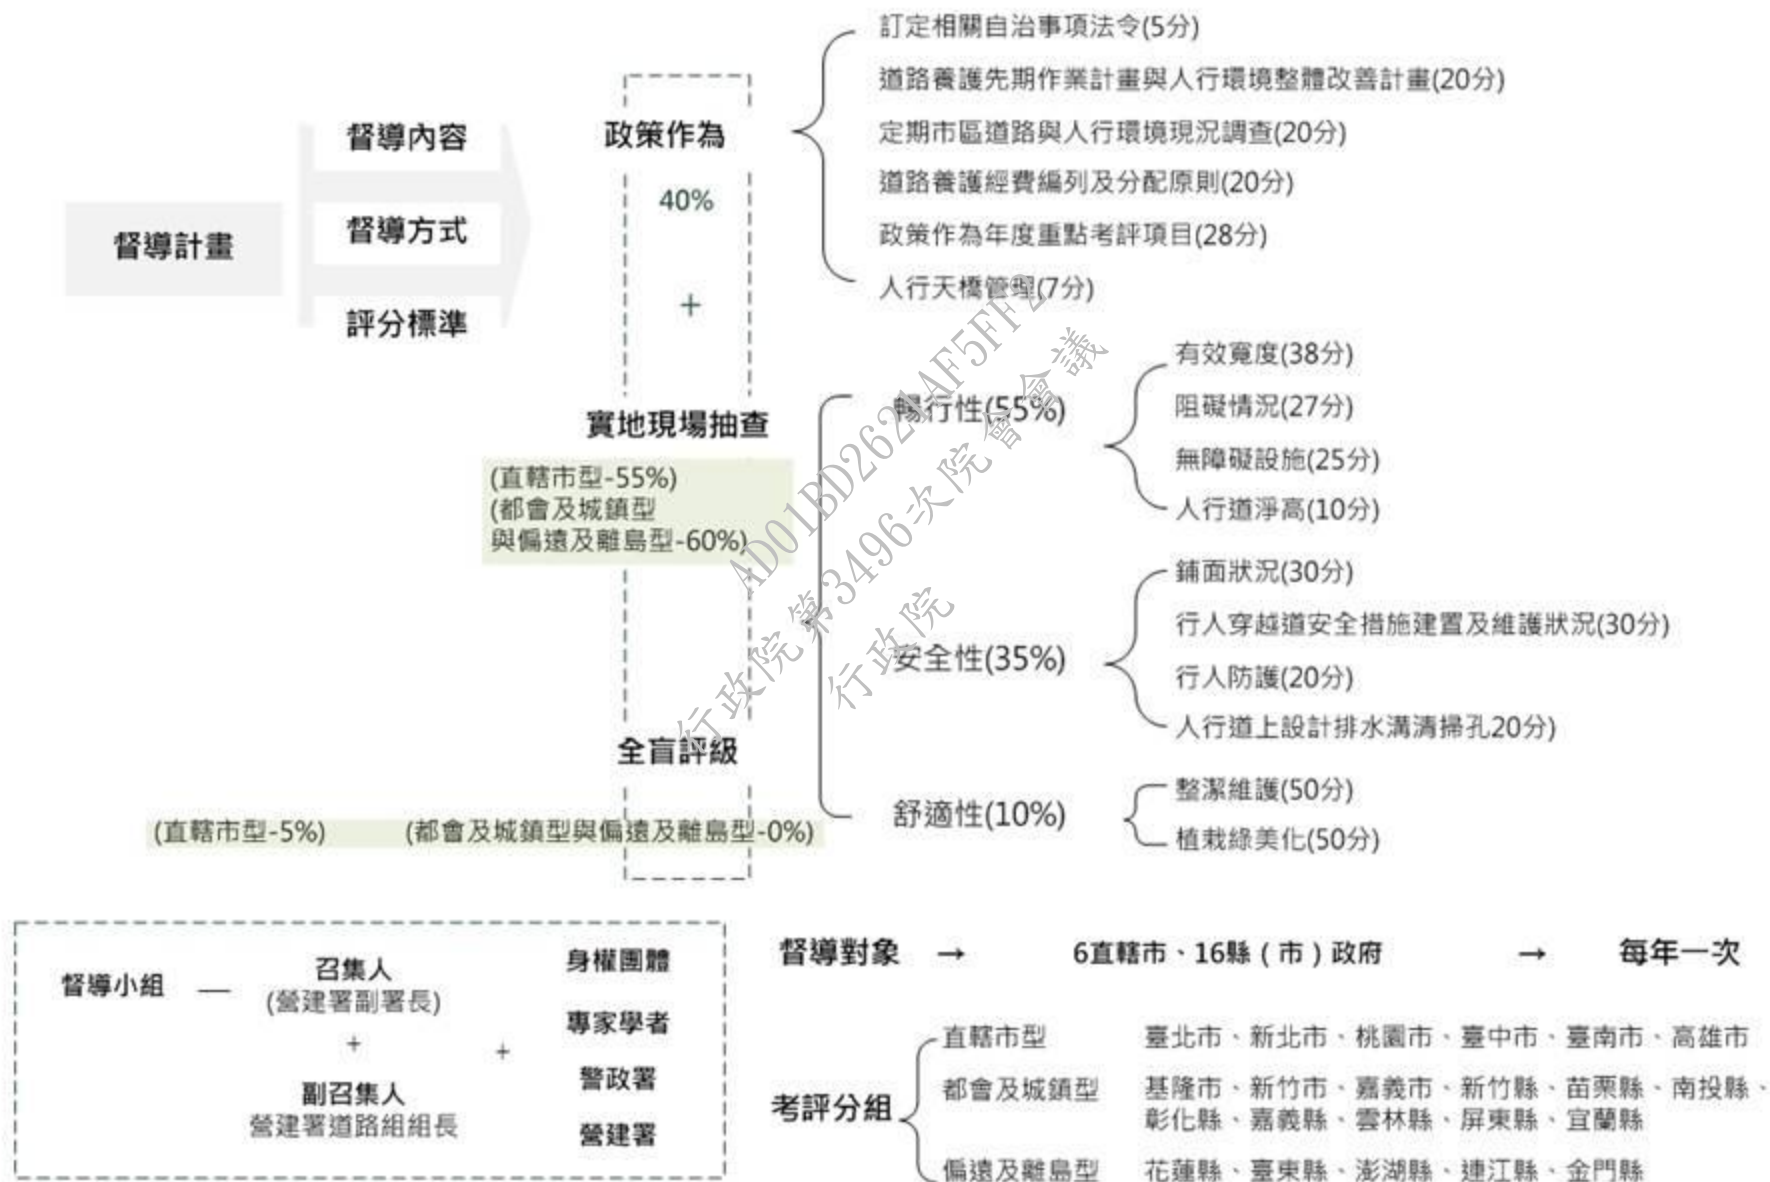 督導計畫
督導內容
督導方式
評分標準
政策作為
40%
+
訂定相關自治事項法令(5分)
道路養護先期作業計畫與人行環境整體改善計畫(20分)
定期市區道路與人行環境現況調查(20分)
道路養護經費編列及分配原則(20分)
政策作為年度重點考評項目(28分)
人行天橋管理(7分)
實地現場抽查
(直轄市型-55%)
(都會及城鎮型
與偏遠及離島型-60%)
暢行性(55%)
有效寬度(38分)
阻礙情況(27分)
無障礙設施(25分)
人行道淨高(10分)
安全性(35%)
鋪面狀況(30分)
行人穿越道安全措施建置及維護狀況(30分)
行人防護(20分)
人行道上設計排水溝清掃孔20分)
舒適性(10%)
整潔維護(50分)
植栽綠美化(50分)
全盲評級
(直轄市型-5%) (都會及城鎮型與偏遠及離島型-0%)
行政院第3496次院會會議
行政院
督導小組 —
召集人
(營建署副署長)
+
副召集人
營建署道路組組長
+
身權團體
專家學者
警政署
營建署
督導對象 → 6直轄市、16縣（市）政府 → 每年一次
考評分組
直轄市型 臺北市、新北市、桃園市、臺中市、臺南市、高雄市
都會及城鎮型 基隆市、新竹市、嘉義市、新竹縣、苗栗縣、南投縣、
彰化縣、嘉義縣、雲林縣、屏東縣、宜蘭縣
偏遠及離島型 花蓮縣、臺東縣、澎湖縣、連江縣、金門縣